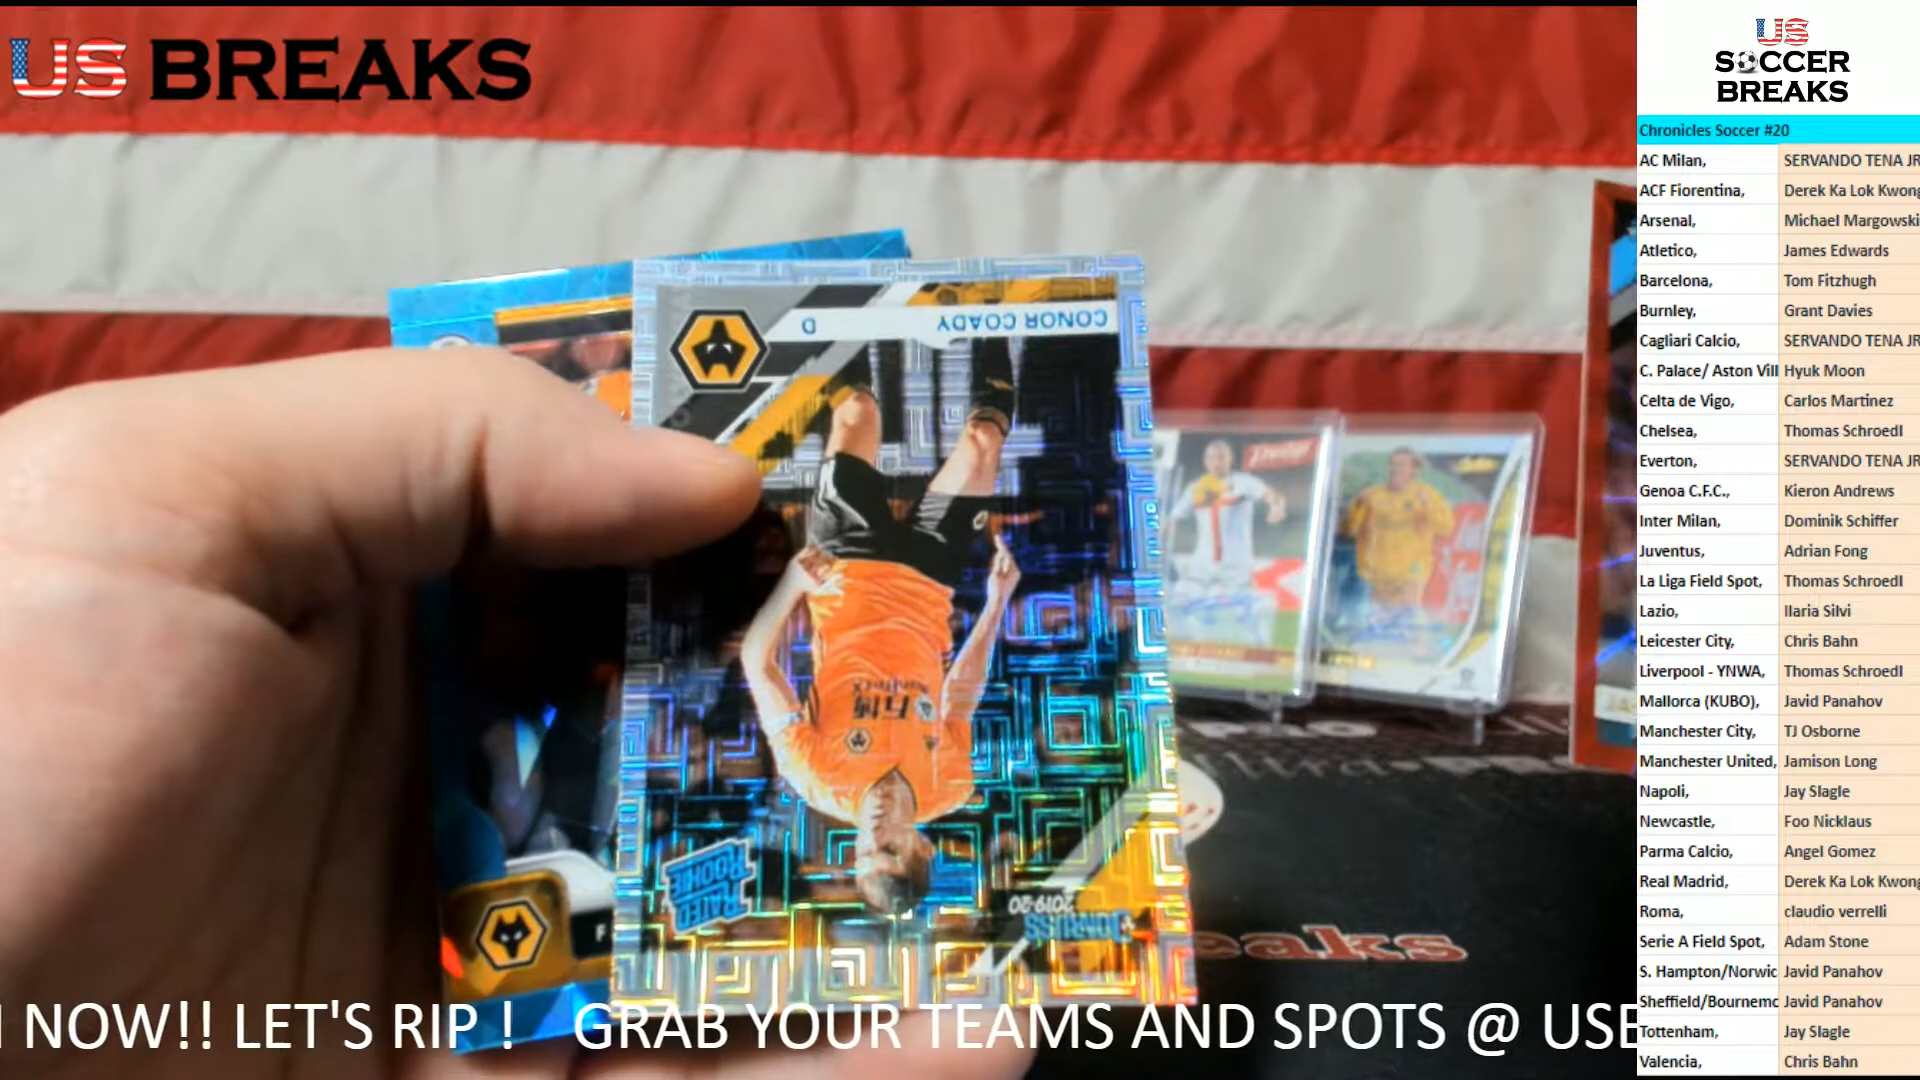 US BREAKS
US
SOCCER
BREAKS
Chronicles Soccer #20
AC Milan, SERVANDO TENA JR
ACF Fiorentina, Derek Ka Lok Kwong
Arsenal, Michael Margowski
Atletico, James Edwards
Barcelona, Tom Fitzhugh
Burnley, Grant Davies
Cagliari Calcio, SERVANDO TENA JR
C. Palace/ Aston Vill Hyuk Moon
Celta de Vigo, Carlos Martinez
Chelsea, Thomas Schroedl
Everton, SERVANDO TENA JR
Genoa C.F.C., Kieron Andrews
Inter Milan, Dominik Schiffer
Juventus, Adrian Fong
La Liga Field Spot, Thomas Schroedl
Lazio, Ilaria Silvi
Leicester City, Chris Bahn
Liverpool - YNWA, Thomas Schroedl
Mallorca (KUBO), Javid Panahov
Manchester City, TJ Osborne
Manchester United, Jamison Long
Napoli, Jay Slagle
Newcastle, Foo Nicklaus
Parma Calcio, Angel Gomez
Real Madrid, Derek Ka Lok Kwong
Roma, claudio verrelli
Serie A Field Spot, Adam Stone
S. Hampton/Norwic Javid Panahov
Sheffield/Bournemo Javid Panahov
Tottenham, Jay Slagle
Valencia, Chris Bahn
CONOR COADY D
万博
RATED
ROOKIE
DONRUSS
2019-20
Prestige
F
eaks
NOW!! LET'S RIP ! GRAB YOUR TEAMS AND SPOTS @ USB